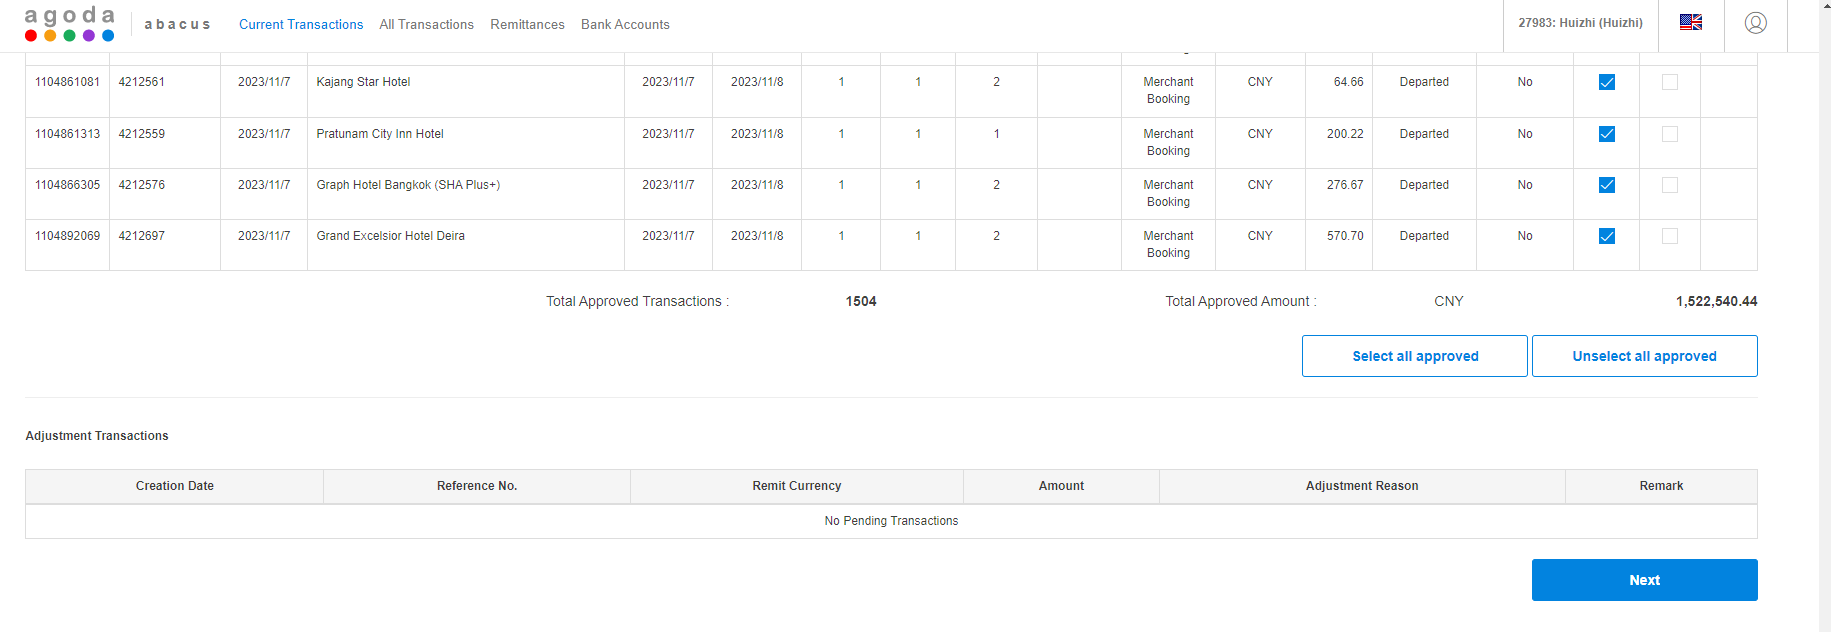 agoda
abacus
Current Transactions All Transactions Remittances Bank Accounts
27983: Huizhi (Huizhi)
1104861081 4212561 2023/11/7 Kajang Star Hotel 2023/11/7 2023/11/8 1 1 2 Merchant Booking CNY 64.66 Departed No
1104861313 4212559 2023/11/7 Pratunam City Inn Hotel 2023/11/7 2023/11/8 1 1 1 Merchant Booking CNY 200.22 Departed No
1104866305 4212576 2023/11/7 Graph Hotel Bangkok (SHA Plus+) 2023/11/7 2023/11/8 1 1 2 Merchant Booking CNY 276.67 Departed No
1104892069 4212697 2023/11/7 Grand Excelsior Hotel Deira 2023/11/7 2023/11/8 1 1 2 Merchant Booking CNY 570.70 Departed No
Total Approved Transactions : 1504 Total Approved Amount : CNY 1,522,540.44
Select all approved Unselect all approved
Adjustment Transactions
Creation Date Reference No. Remit Currency Amount Adjustment Reason Remark
No Pending Transactions
Next